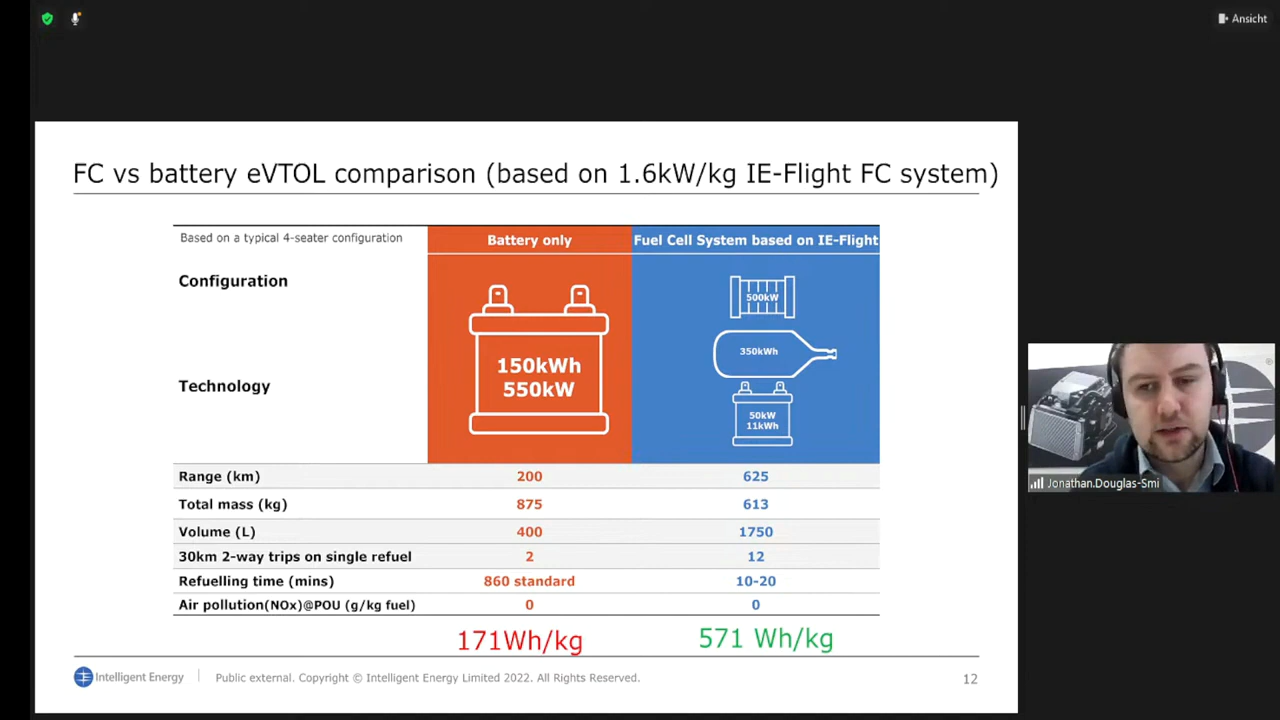 Ansicht
FC vs battery eVTOL comparison (based on 1.6kW/kg IE-Flight FC system)
Based on a typical 4-seater configuration
Battery only
Fuel Cell System based on IE-Flight
Configuration
500kW
350kWh
Technology
150kWh
550kW
50kW
11kWh
Range (km) 200 625
Total mass (kg) 875 613
Volume (L) 400 1750
30km 2-way trips on single refuel 2 12
Refuelling time (mins) 860 standard 10-20
Air pollution(NOx)@POU (g/kg fuel) 0 0
171Wh/kg 571 Wh/kg
Intelligent Energy
Public external. Copyright © Intelligent Energy Limited 2022. All Rights Reserved.
12
Jonathan.Douglas-Smi